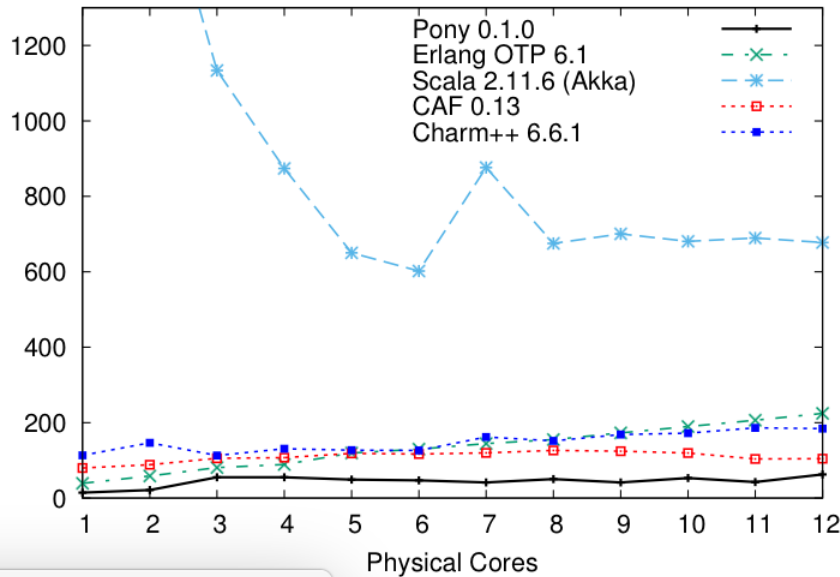 Pony 0.1.0
Erlang OTP 6.1
Scala 2.11.6 (Akka)
CAF 0.13
Charm++ 6.6.1
1200
1000
800
600
400
200
0
1 2 3 4 5 6 7 8 9 10 11 12
Physical Cores